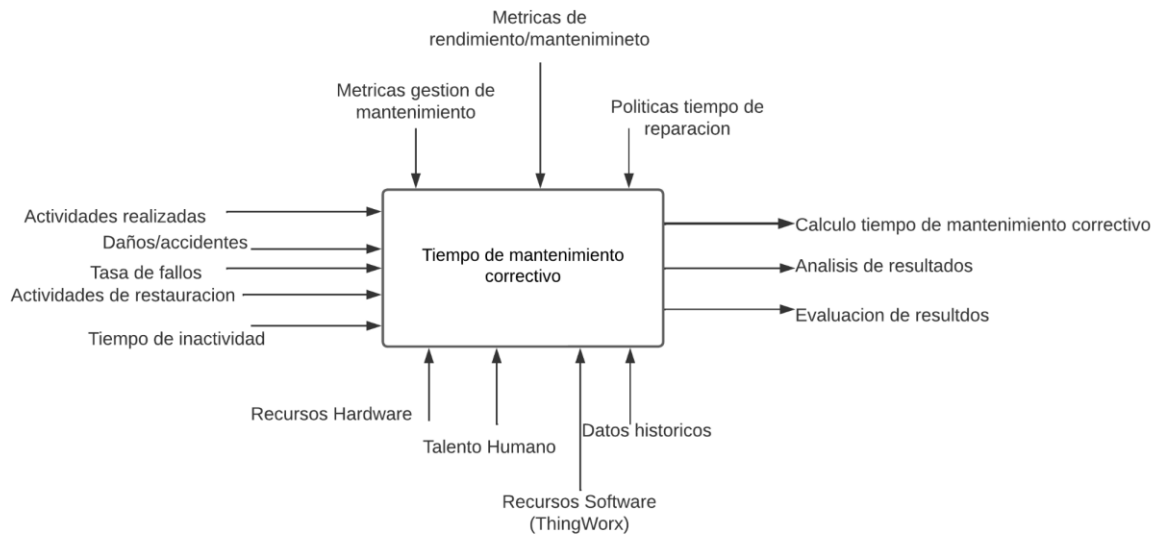 Metricas de
rendimiento/mantenimineto
Metricas gestion de
mantenimiento
Politicas tiempo de
reparacion
Actividades realizadas
Daños/accidentes
Tasa de fallos
Actividades de restauracion
Tiempo de inactividad
Tiempo de mantenimiento
correctivo
Calculo tiempo de mantenimiento correctivo
Analisis de resultados
Evaluacion de resultdos
Recursos Hardware
Talento Humano
Datos historicos
Recursos Software
(ThingWorx)